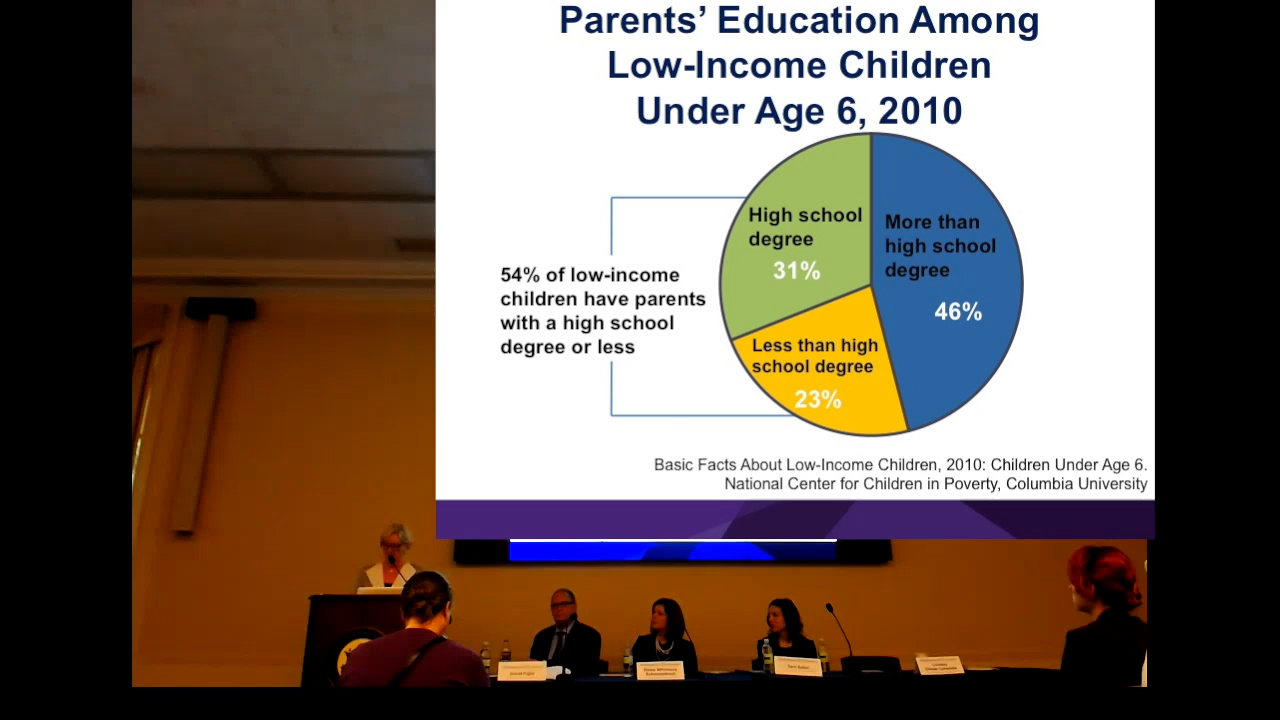 Parents’ Education Among
Low-Income Children
Under Age 6, 2010
High school
degree
31%
More than
high school
degree
46%
54% of low-income
children have parents
with a high school
degree or less
Less than high
school degree
23%
Basic Facts About Low-Income Children, 2010: Children Under Age 6.
National Center for Children in Poverty, Columbia University